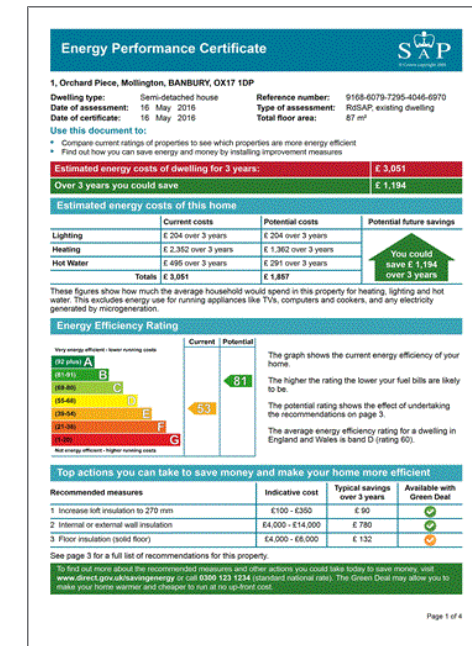 Energy Performance Certificate
SAP
© Crown copyright 2005
1, Orchard Piece, Mollington, BANBURY, OX17 1DP
Dwelling type: Semi-detached house Reference number: 9168-6079-7295-4046-6970
Date of assessment: 16 May 2016 Type of assessment: RdSAP, existing dwelling
Date of certificate: 16 May 2016 Total floor area: 87 m²
Use this document to:
• Compare current ratings of properties to see which properties are more energy efficient
• Find out how you can save energy and money by installing improvement measures
Estimated energy costs of dwelling for 3 years: £ 3,051
Over 3 years you could save £ 1,194
Estimated energy costs of this home
Current costs Potential costs Potential future savings
Lighting £ 204 over 3 years £ 204 over 3 years
Heating £ 2,352 over 3 years £ 1,362 over 3 years
Hot Water £ 495 over 3 years £ 291 over 3 years
Totals £ 3,051 £ 1,857
You could
save £ 1,194
over 3 years
These figures show how much the average household would spend in this property for heating, lighting and hot
water. This excludes energy use for running appliances like TVs, computers and cookers, and any electricity
generated by microgeneration.
Energy Efficiency Rating
Current Potential
Very energy efficient - lower running costs
(92 plus) A
(81-91) B
(69-80) C
(55-68) D
(39-54) E
(21-38) F
(1-20) G
Not energy efficient - higher running costs
53
81
The graph shows the current energy efficiency of your
home.
The higher the rating the lower your fuel bills are likely
to be.
The potential rating shows the effect of undertaking
the recommendations on page 3.
The average energy efficiency rating for a dwelling in
England and Wales is band D (rating 60).
Top actions you can take to save money and make your home more efficient
Recommended measures Indicative cost Typical savings over 3 years Available with Green Deal
1 Increase loft insulation to 270 mm £100 - £350 £ 90
2 Internal or external wall insulation £4,000 - £14,000 £ 780
3 Floor insulation (solid floor) £4,000 - £6,000 £ 132
See page 3 for a full list of recommendations for this property.
To find out more about the recommended measures and other actions you could take today to save money, visit
www.direct.gov.uk/savingenergy or call 0300 123 1234 (standard national rate). The Green Deal may allow you to
make your home warmer and cheaper to run at no up-front cost.
Page 1 of 4